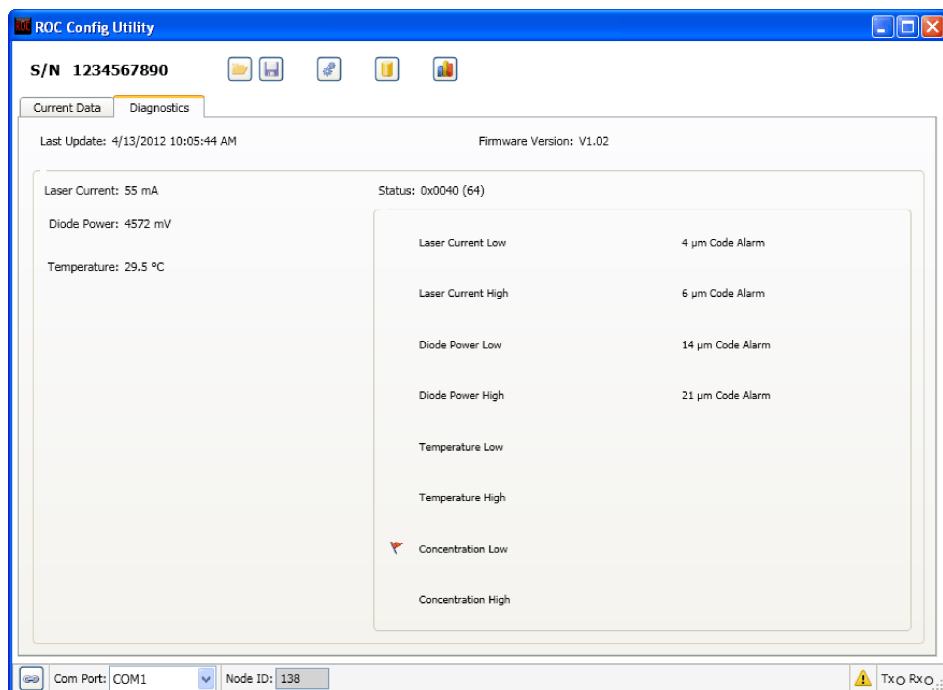 ROC Config Utility
S/N 1234567890
Current Data Diagnostics
Last Update: 4/13/2012 10:05:44 AM Firmware Version: V1.02
Laser Current: 55 mA Status: 0x0040 (64)
Diode Power: 4572 mV
Temperature: 29.5 ºC
Laser Current Low 4 µm Code Alarm
Laser Current High 6 µm Code Alarm
Diode Power Low 14 µm Code Alarm
Diode Power High 21 µm Code Alarm
Temperature Low
Temperature High
Concentration Low
Concentration High
Com Port: COM1 Node ID: 138 Tx Rx